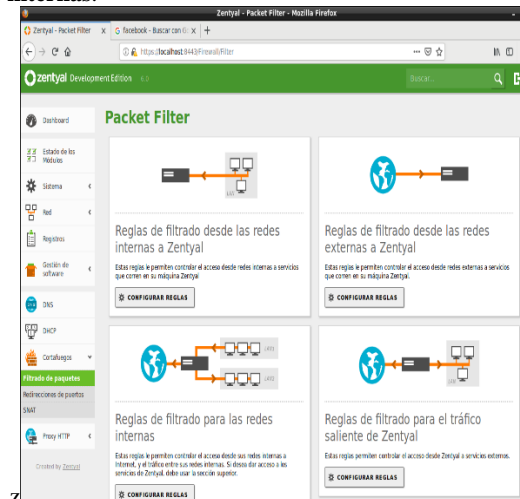 internas.
Zentyal - Packet Filter - Mozilla Firefox
Zentyal - Packet Filter x
facebook - Buscar con Go x +
https://localhost:8443/Firewall/Filter
zentyal Development Edition 6.0
Buscar...
Dashboard
Estado de los
Módulos
Sistema
Red
Registros
Gestión de
software
DNS
DHCP
Cortafuegos
Filtrado de paquetes
Redirecciones de puertos
SNAT
Proxy HTTP
Created by Zentyal
Packet Filter
LAN
Reglas de filtrado desde las redes
internas a Zentyal
Estas reglas le permiten controlar el acceso desde redes internas a servicios
que corren en su máquina Zentyal
CONFIGURAR REGLAS
Reglas de filtrado desde las redes
externas a Zentyal
Estas reglas le permiten controlar el acceso desde redes externas a servicios
que corren en su máquina Zentyal.
CONFIGURAR REGLAS
LAN1
LAN2
Reglas de filtrado para las redes
internas
Estas reglas le permiten controlar el acceso desde sus redes internas a
Internet, y el tráfico entre sus redes internas. Si desea dar acceso a los
servicios de Zentyal, debe usar la sección superior.
CONFIGURAR REGLAS
LAN
Reglas de filtrado para el tráfico
saliente de Zentyal
Estas reglas permiten controlar el acceso desde Zentyal a servicios externos.
CONFIGURAR REGLAS
Z